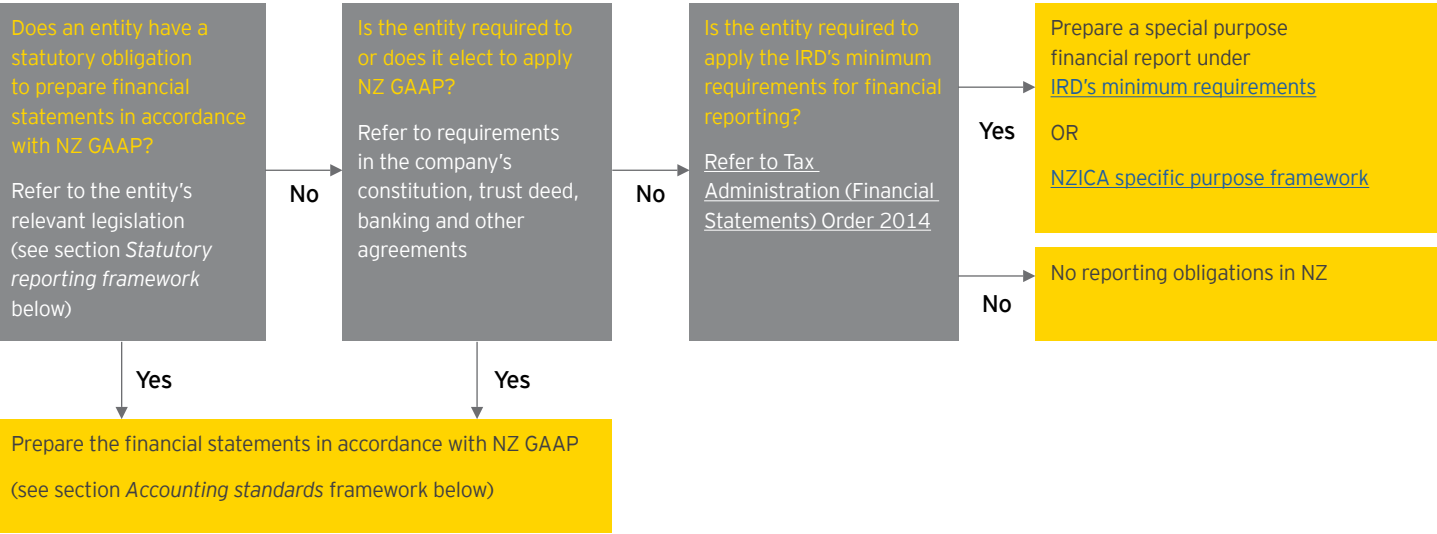 Does an entity have a
statutory obligation
to prepare financial
statements in accordance
with NZ GAAP?
Refer to the entity's
relevant legislation
(see section Statutory
reporting framework
below)
No
Is the entity required to
or does it elect to apply
NZ GAAP?
Refer to requirements
in the company's
constitution, trust deed,
banking and other
agreements
No
Is the entity required to
apply the IRD's minimum
requirements for financial
reporting?
Refer to Tax
Administration (Financial
Statements) Order 2014
Yes
Prepare a special purpose
financial report under
IRD's minimum requirements
OR
NZICA specific purpose framework
No
No reporting obligations in NZ
Yes
Yes
Prepare the financial statements in accordance with NZ GAAP
(see section Accounting standards framework below)